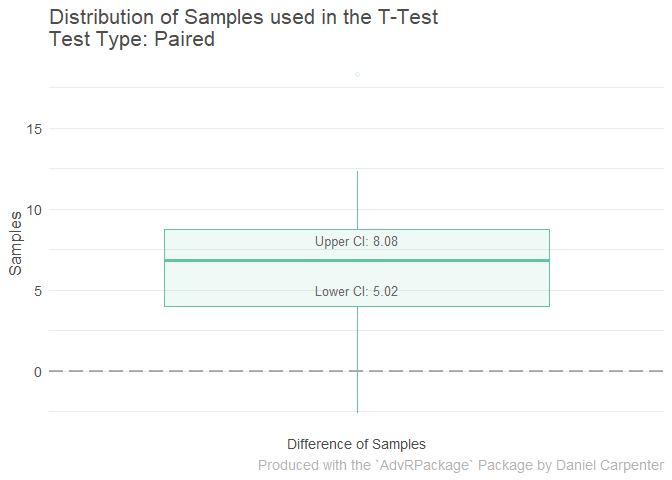 Distribution of Samples used in the T-Test
Test Type: Paired
15
10
5
0
Samples
Upper CI: 8.08
Lower CI: 5.02
Difference of Samples
Produced with the `AdvRPackage` Package by Daniel Carpenter